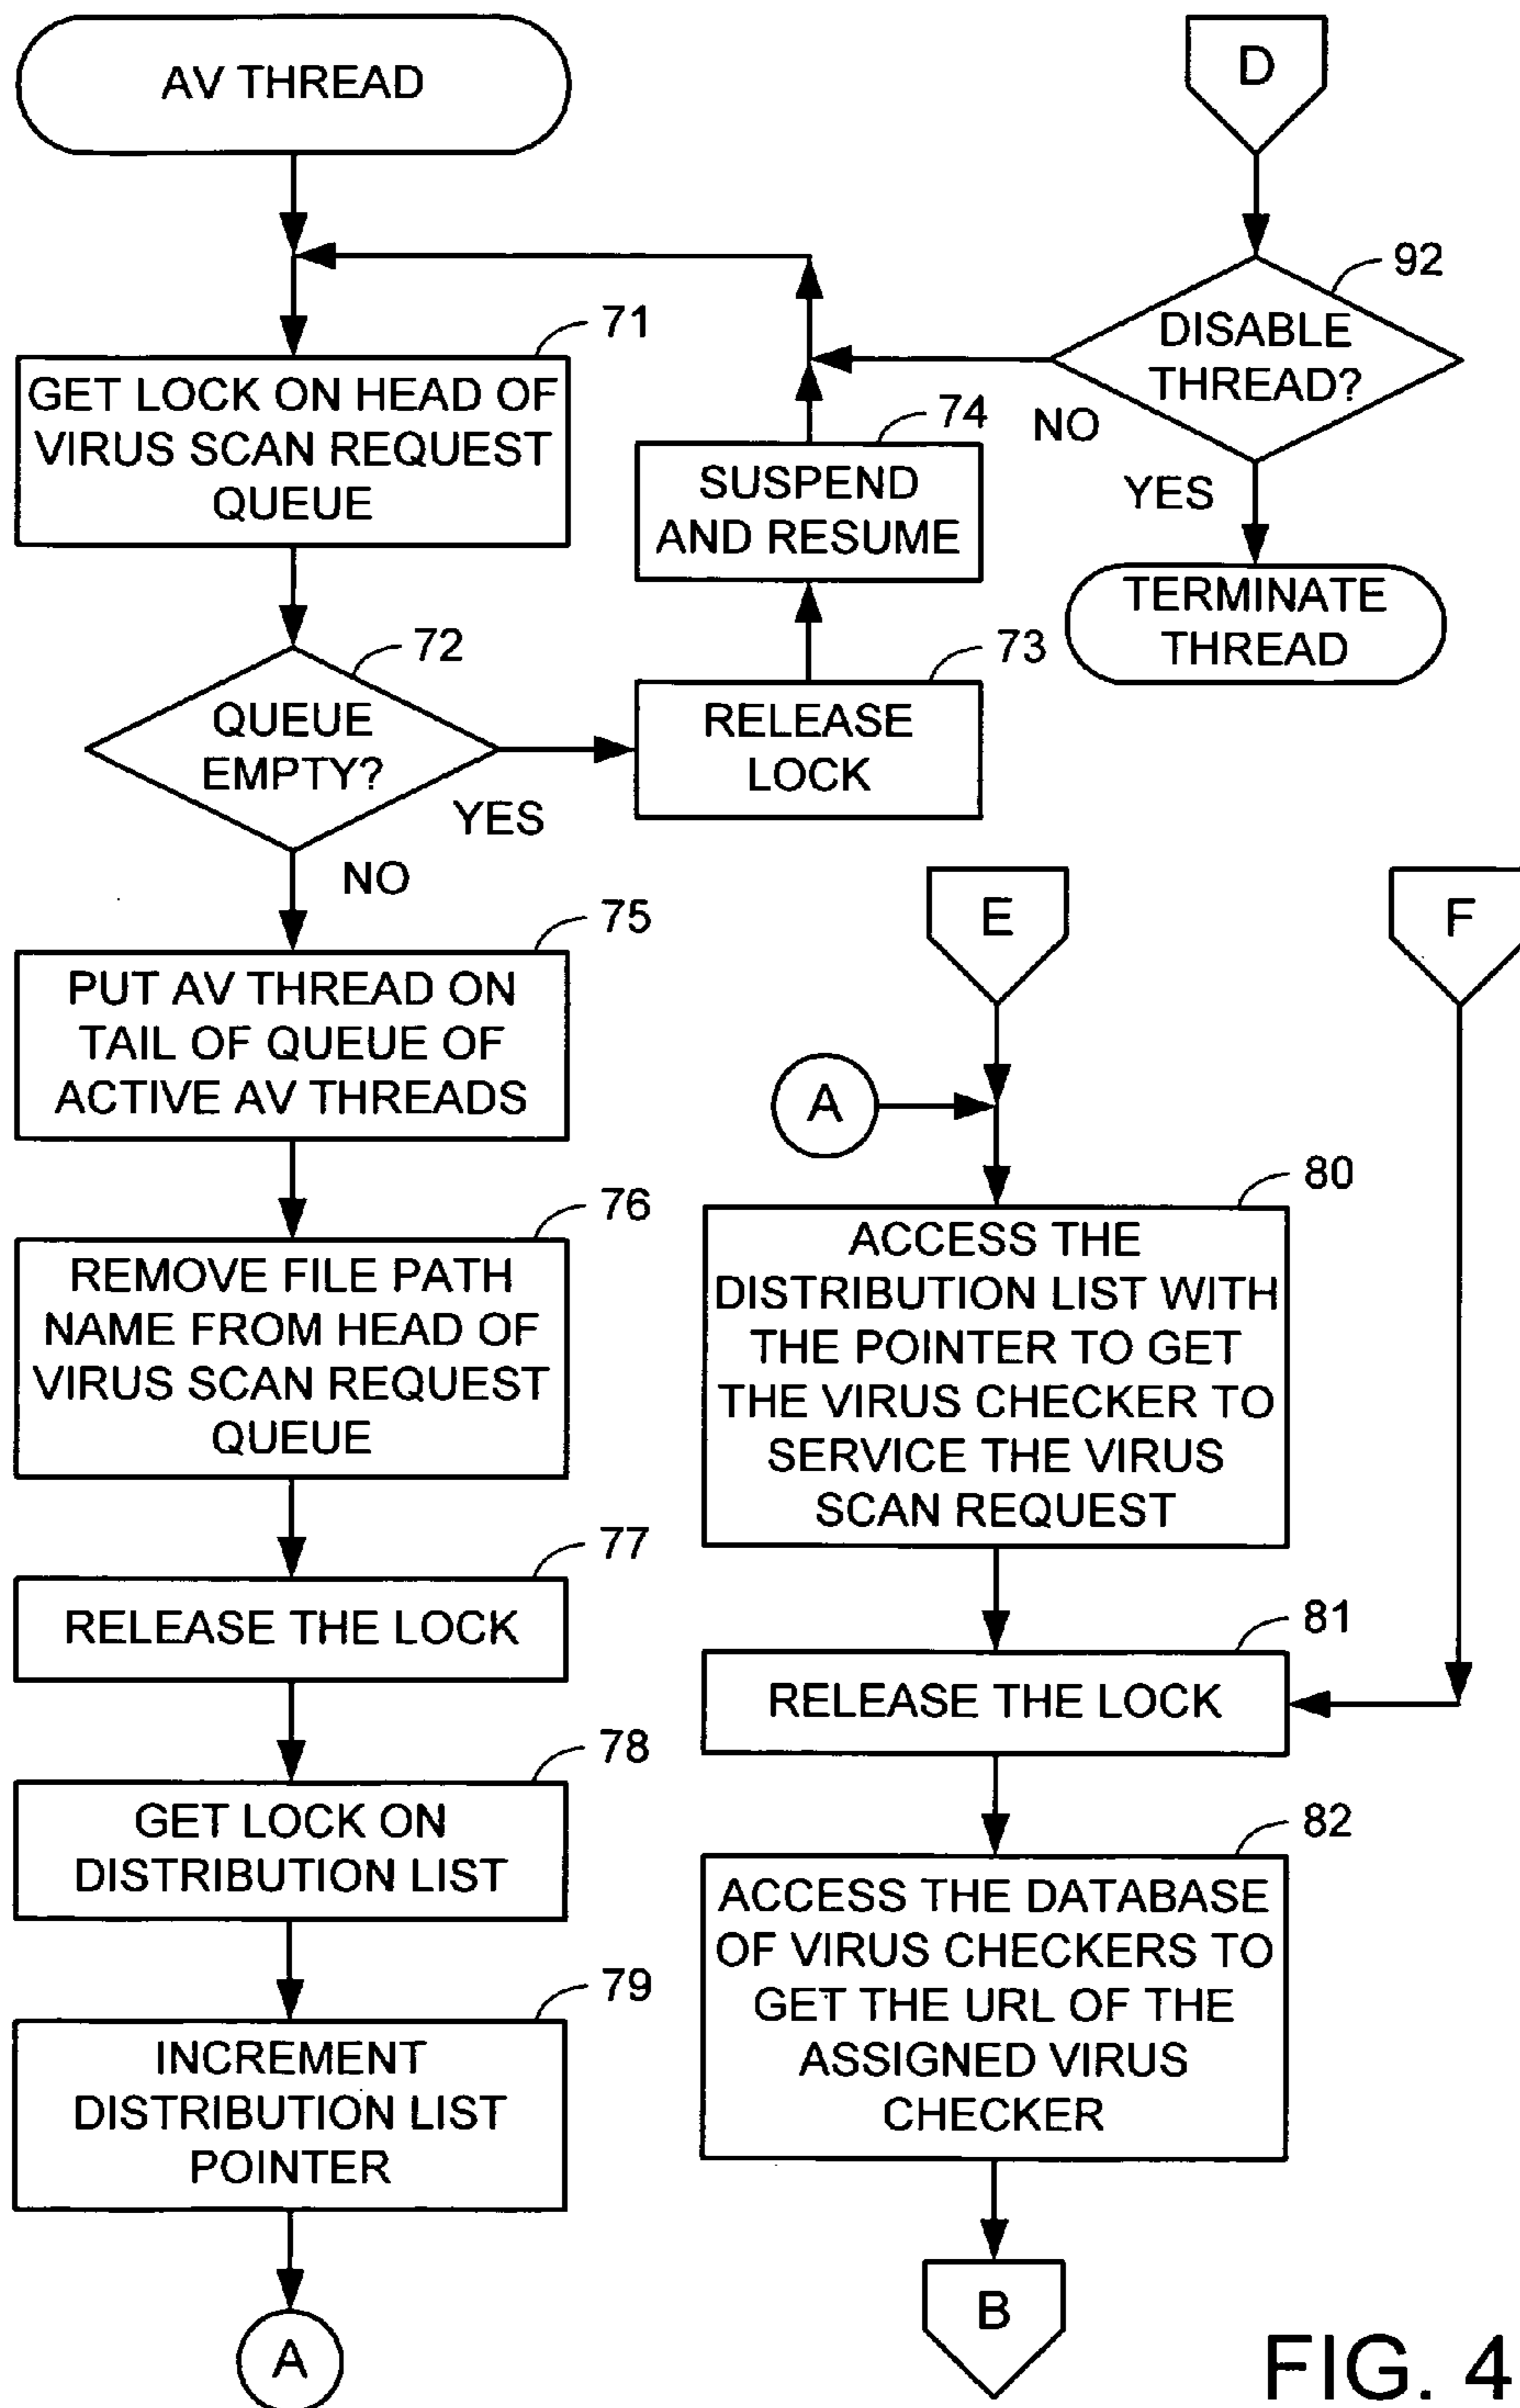 AV THREAD
71
GET LOCK ON HEAD OF
VIRUS SCAN REQUEST
QUEUE
72
QUEUE
EMPTY?
YES
NO
73
RELEASE
LOCK
74
SUSPEND
AND RESUME
D
92
DISABLE
THREAD?
NO
YES
TERMINATE
THREAD
75
PUT AV THREAD ON
TAIL OF QUEUE OF
ACTIVE AV THREADS
76
REMOVE FILE PATH
NAME FROM HEAD OF
VIRUS SCAN REQUEST
QUEUE
77
RELEASE THE LOCK
78
GET LOCK ON
DISTRIBUTION LIST
79
INCREMENT
DISTRIBUTION LIST
POINTER
A
E
F
A
80
ACCESS THE
DISTRIBUTION LIST WITH
THE POINTER TO GET
THE VIRUS CHECKER TO
SERVICE THE VIRUS
SCAN REQUEST
81
RELEASE THE LOCK
82
ACCESS THE DATABASE
OF VIRUS CHECKERS TO
GET THE URL OF THE
ASSIGNED VIRUS
CHECKER
B
FIG. 4